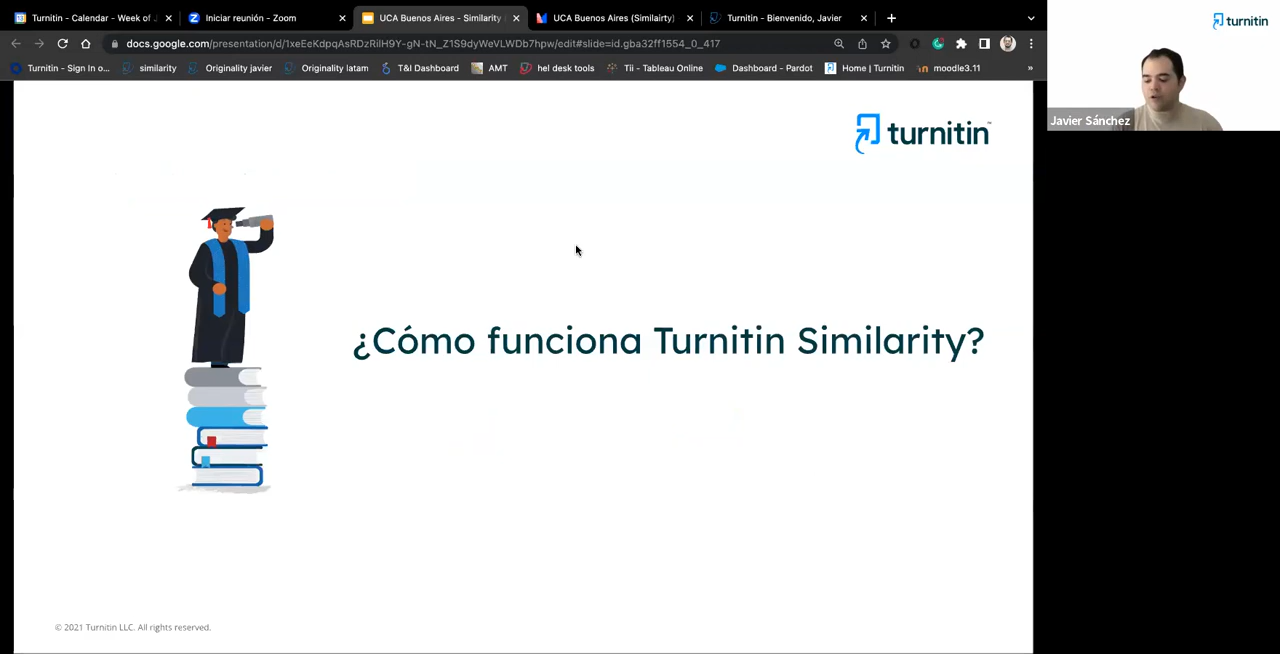 Turnitin - Calendar - Week of J
Iniciar reunión - Zoom
UCA Buenos Aires - Similarity
UCA Buenos Aires (Similairty)
Turnitin - Bienvenido, Javier
docs.google.com/presentation/d/1xeEeKdpqAsRDzRilH9Y-gN-tN_Z1S9dyWeVLWDb7hpw/edit#slide=id.gba32ff1554_0_417
Turnitin - Sign In o...
similarity
Originality javier
Originality latam
T&I Dashboard
AMT
hel desk tools
Tii - Tableau Online
Dashboard - Pardot
Home | Turnitin
moodle3.11
»
turnitin
Javier Sánchez
turnitin™
¿Cómo funciona Turnitin Similarity?
© 2021 Turnitin LLC. All rights reserved.